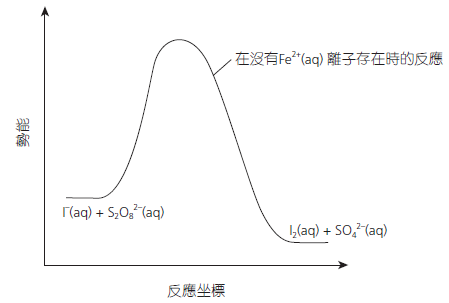 在沒有Fe²⁺(aq) 離子存在時的反應
勢能
I⁻(aq) + S₂O₈²⁻(aq)
I₂(aq) + SO₄²⁻(aq)
反應坐標